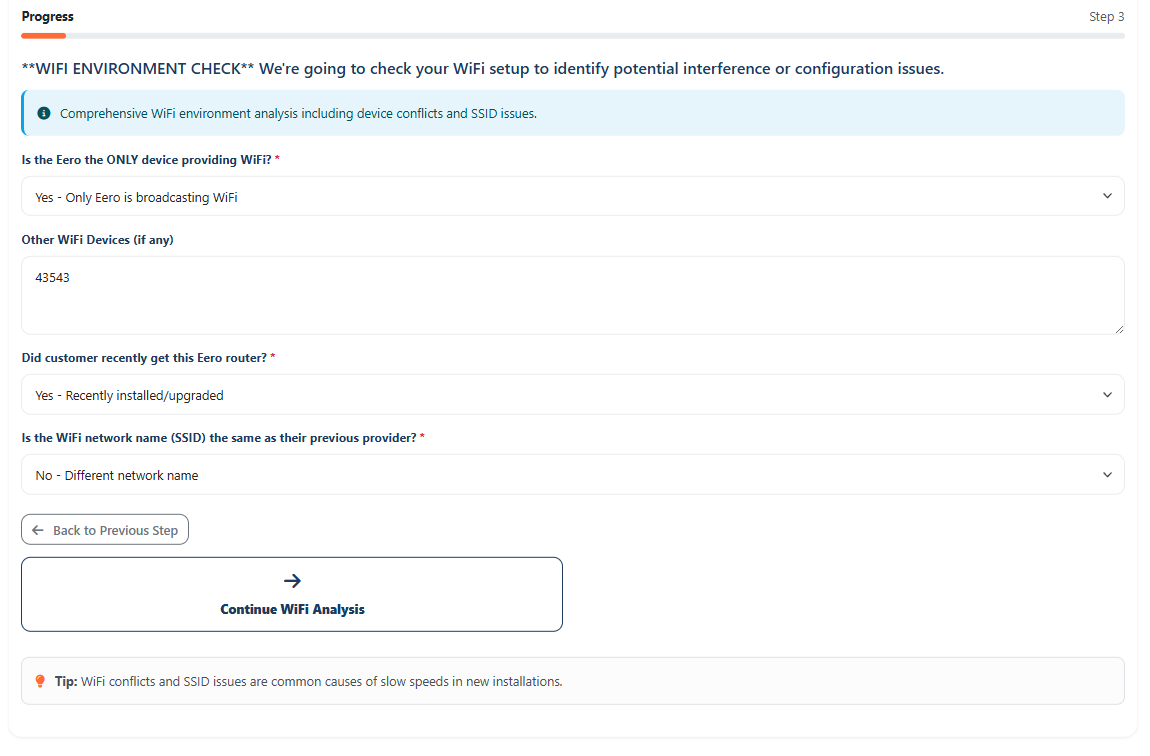 Progress
Step 3
**WIFI ENVIRONMENT CHECK** We're going to check your WiFi setup to identify potential interference or configuration issues.
Comprehensive WiFi environment analysis including device conflicts and SSID issues.
Is the Eero the ONLY device providing WiFi? *
Yes - Only Eero is broadcasting WiFi
Other WiFi Devices (if any)
43543
Did customer recently get this Eero router? *
Yes - Recently installed/upgraded
Is the WiFi network name (SSID) the same as their previous provider? *
No - Different network name
Back to Previous Step
Continue WiFi Analysis
Tip: WiFi conflicts and SSID issues are common causes of slow speeds in new installations.